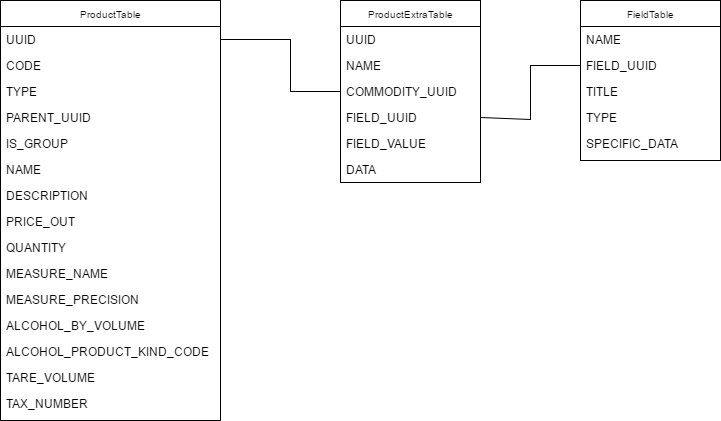 ProductTable
UUID
CODE
TYPE
PARENT_UUID
IS_GROUP
NAME
DESCRIPTION
PRICE_OUT
QUANTITY
MEASURE_NAME
MEASURE_PRECISION
ALCOHOL_BY_VOLUME
ALCOHOL_PRODUCT_KIND_CODE
TARE_VOLUME
TAX_NUMBER
ProductExtraTable
UUID
NAME
COMMODITY_UUID
FIELD_UUID
FIELD_VALUE
DATA
FieldTable
NAME
FIELD_UUID
TITLE
TYPE
SPECIFIC_DATA